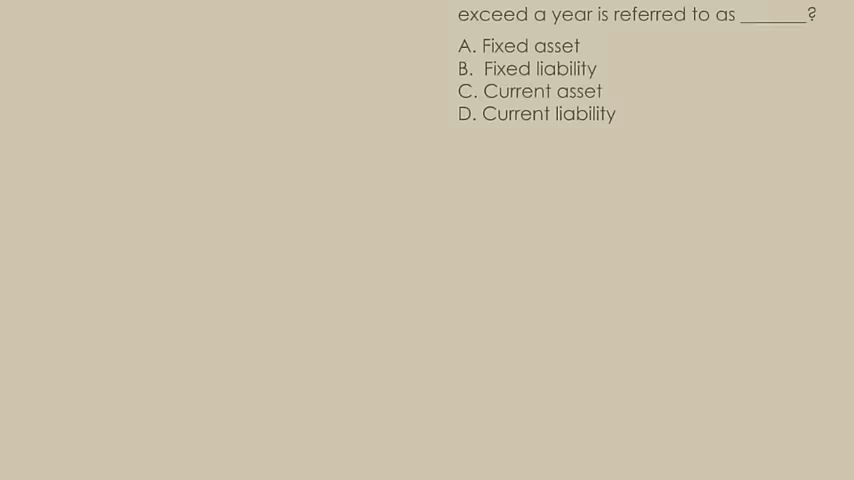 exceed a year is referred to as _______?
A. Fixed asset
B. Fixed liability
C. Current asset
D. Current liability